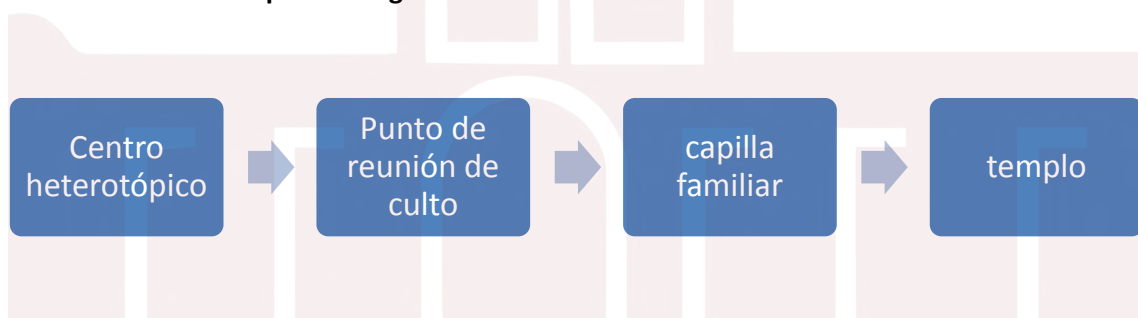 Centro
heterotópico
Punto de
reunión de
culto
capilla
familiar
templo